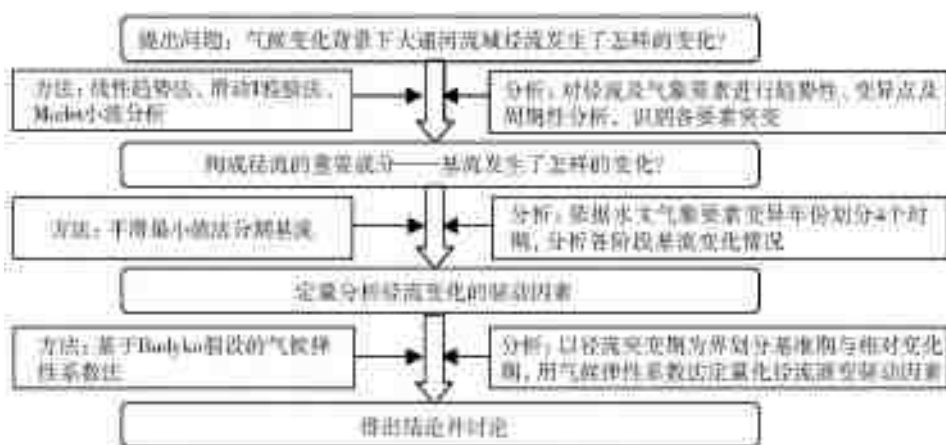 提出问题：气候变化背景下大通河流域径流发生了怎样的变化?
方法：线性趋势法、滑动t检验法、
Morlet小波分析
分析：对径流及气象要素进行趋势性、变异点及
周期性分析，识别各要素突变
构成径流的重要成分——基流发生了怎样的变化?
方法：平滑最小值法分割基流
分析：依据水文气象要素变异年份划分4个时
期，分析各阶段基流变化情况
定量分析径流变化的驱动因素
方法：基于Budyko假设的气候弹
性系数法
分析：以径流突变期为界划分基准期与相对变化
期，用气候弹性系数法定量化径流演变驱动因素
得出结论并讨论